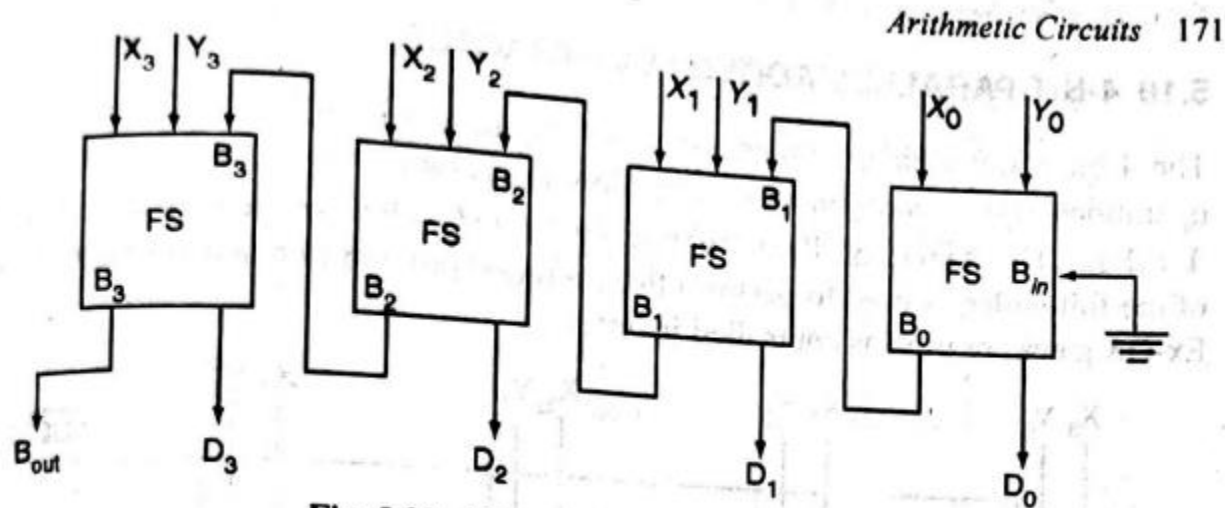 Arithmetic Circuits 171
X3 Y3 X2 Y2 X1 Y1 X0 Y0
B3 B2 B1
FS FS FS FS Bin
B3 B2 B1 B0
Bout D3 D2 D1 D0